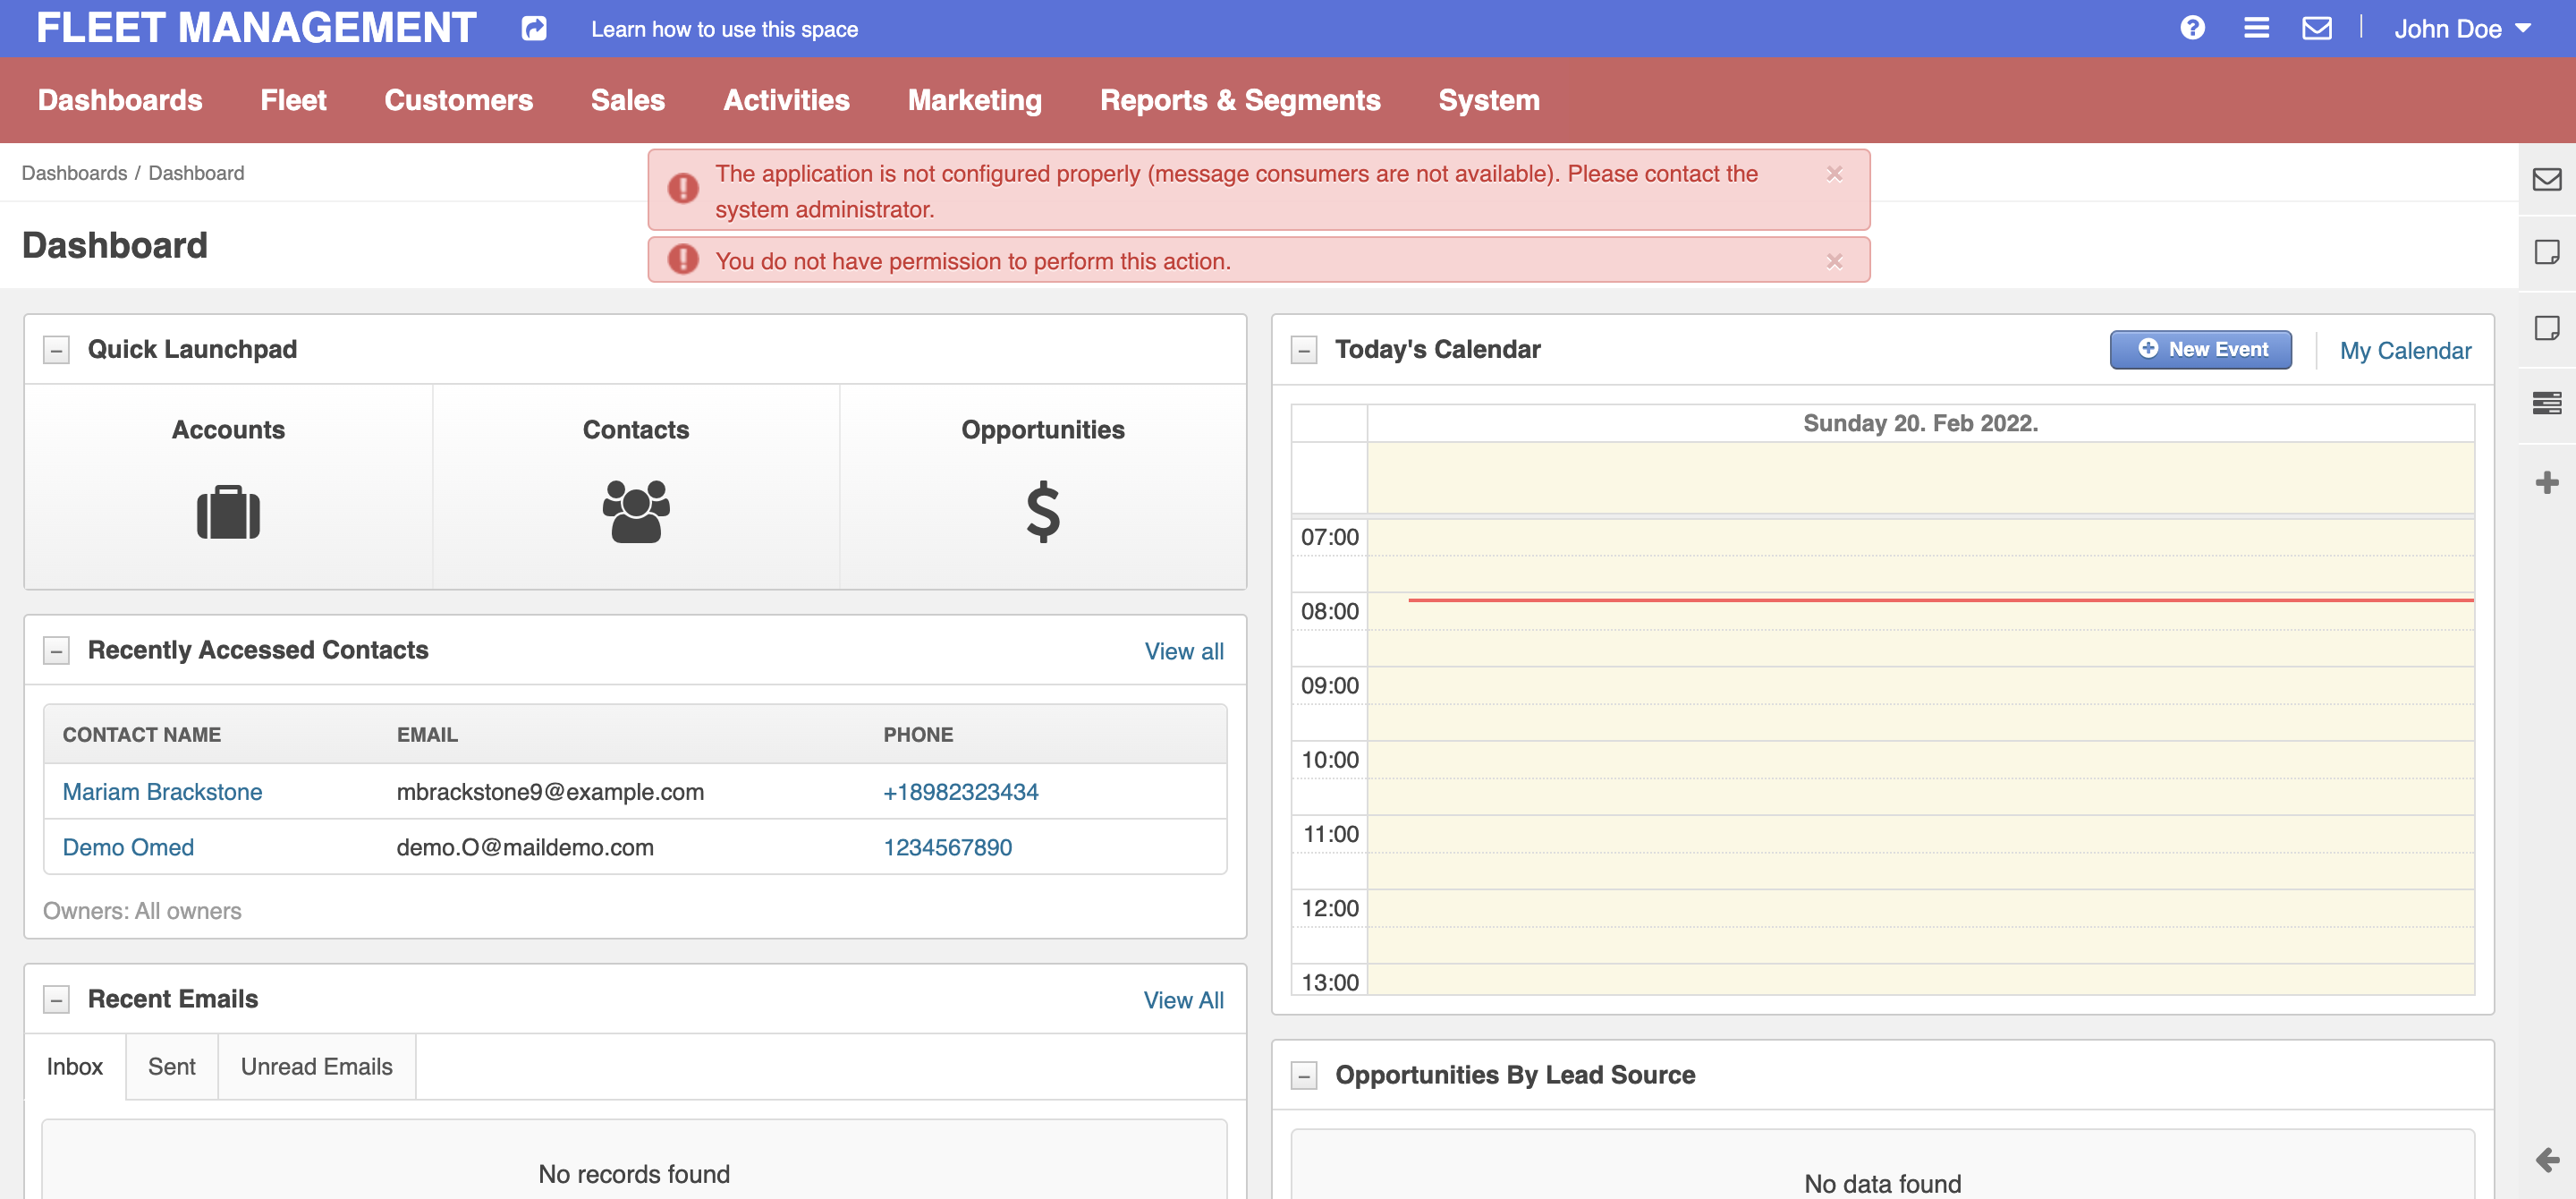 FLEET MANAGEMENT
Learn how to use this space
John Doe
Dashboards
Fleet
Customers
Sales
Activities
Marketing
Reports & Segments
System
Dashboards / Dashboard
The application is not configured properly (message consumers are not available). Please contact the
system administrator.
×
You do not have permission to perform this action.
×
Dashboard
Quick Launchpad
Accounts
Contacts
Opportunities
Recently Accessed Contacts
View all
CONTACT NAME EMAIL PHONE
Mariam Brackstone mbrackstone9@example.com +18982323434
Demo Omed demo.O@maildemo.com 1234567890
Owners: All owners
Recent Emails
View All
Inbox
Sent
Unread Emails
No records found
Today's Calendar
New Event
My Calendar
Sunday 20. Feb 2022.
07:00
08:00
09:00
10:00
11:00
12:00
13:00
Opportunities By Lead Source
No data found